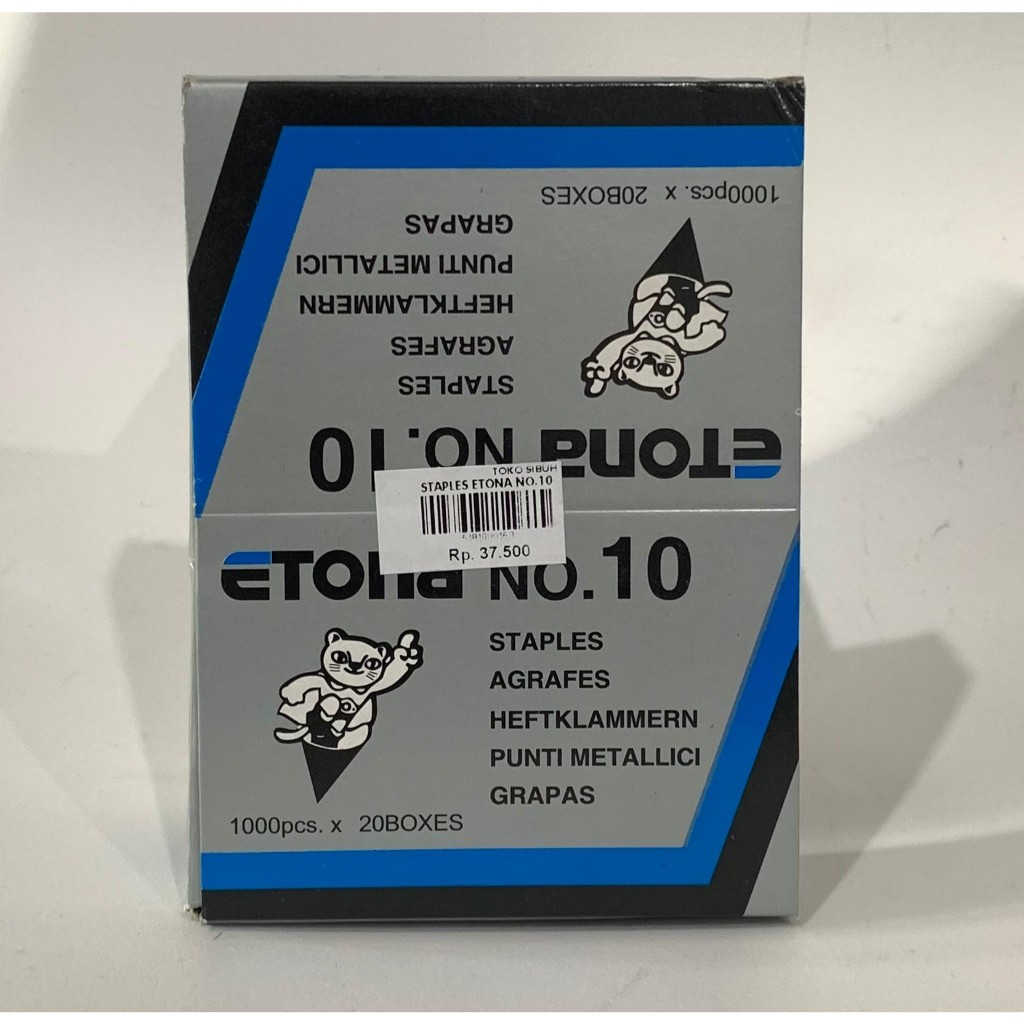 1000pcs. x 20BOXES
GRAPAS
PUNTI METALLICI
HEFTKLAMMERN
AGRAFES
STAPLES
ETONA NO.10
TOKO SIBUH
STAPLES ETONA NO.10
Rp. 37.500
ETONA NO.10
STAPLES
AGRAFES
HEFTKLAMMERN
PUNTI METALLICI
GRAPAS
1000pcs. x 20BOXES